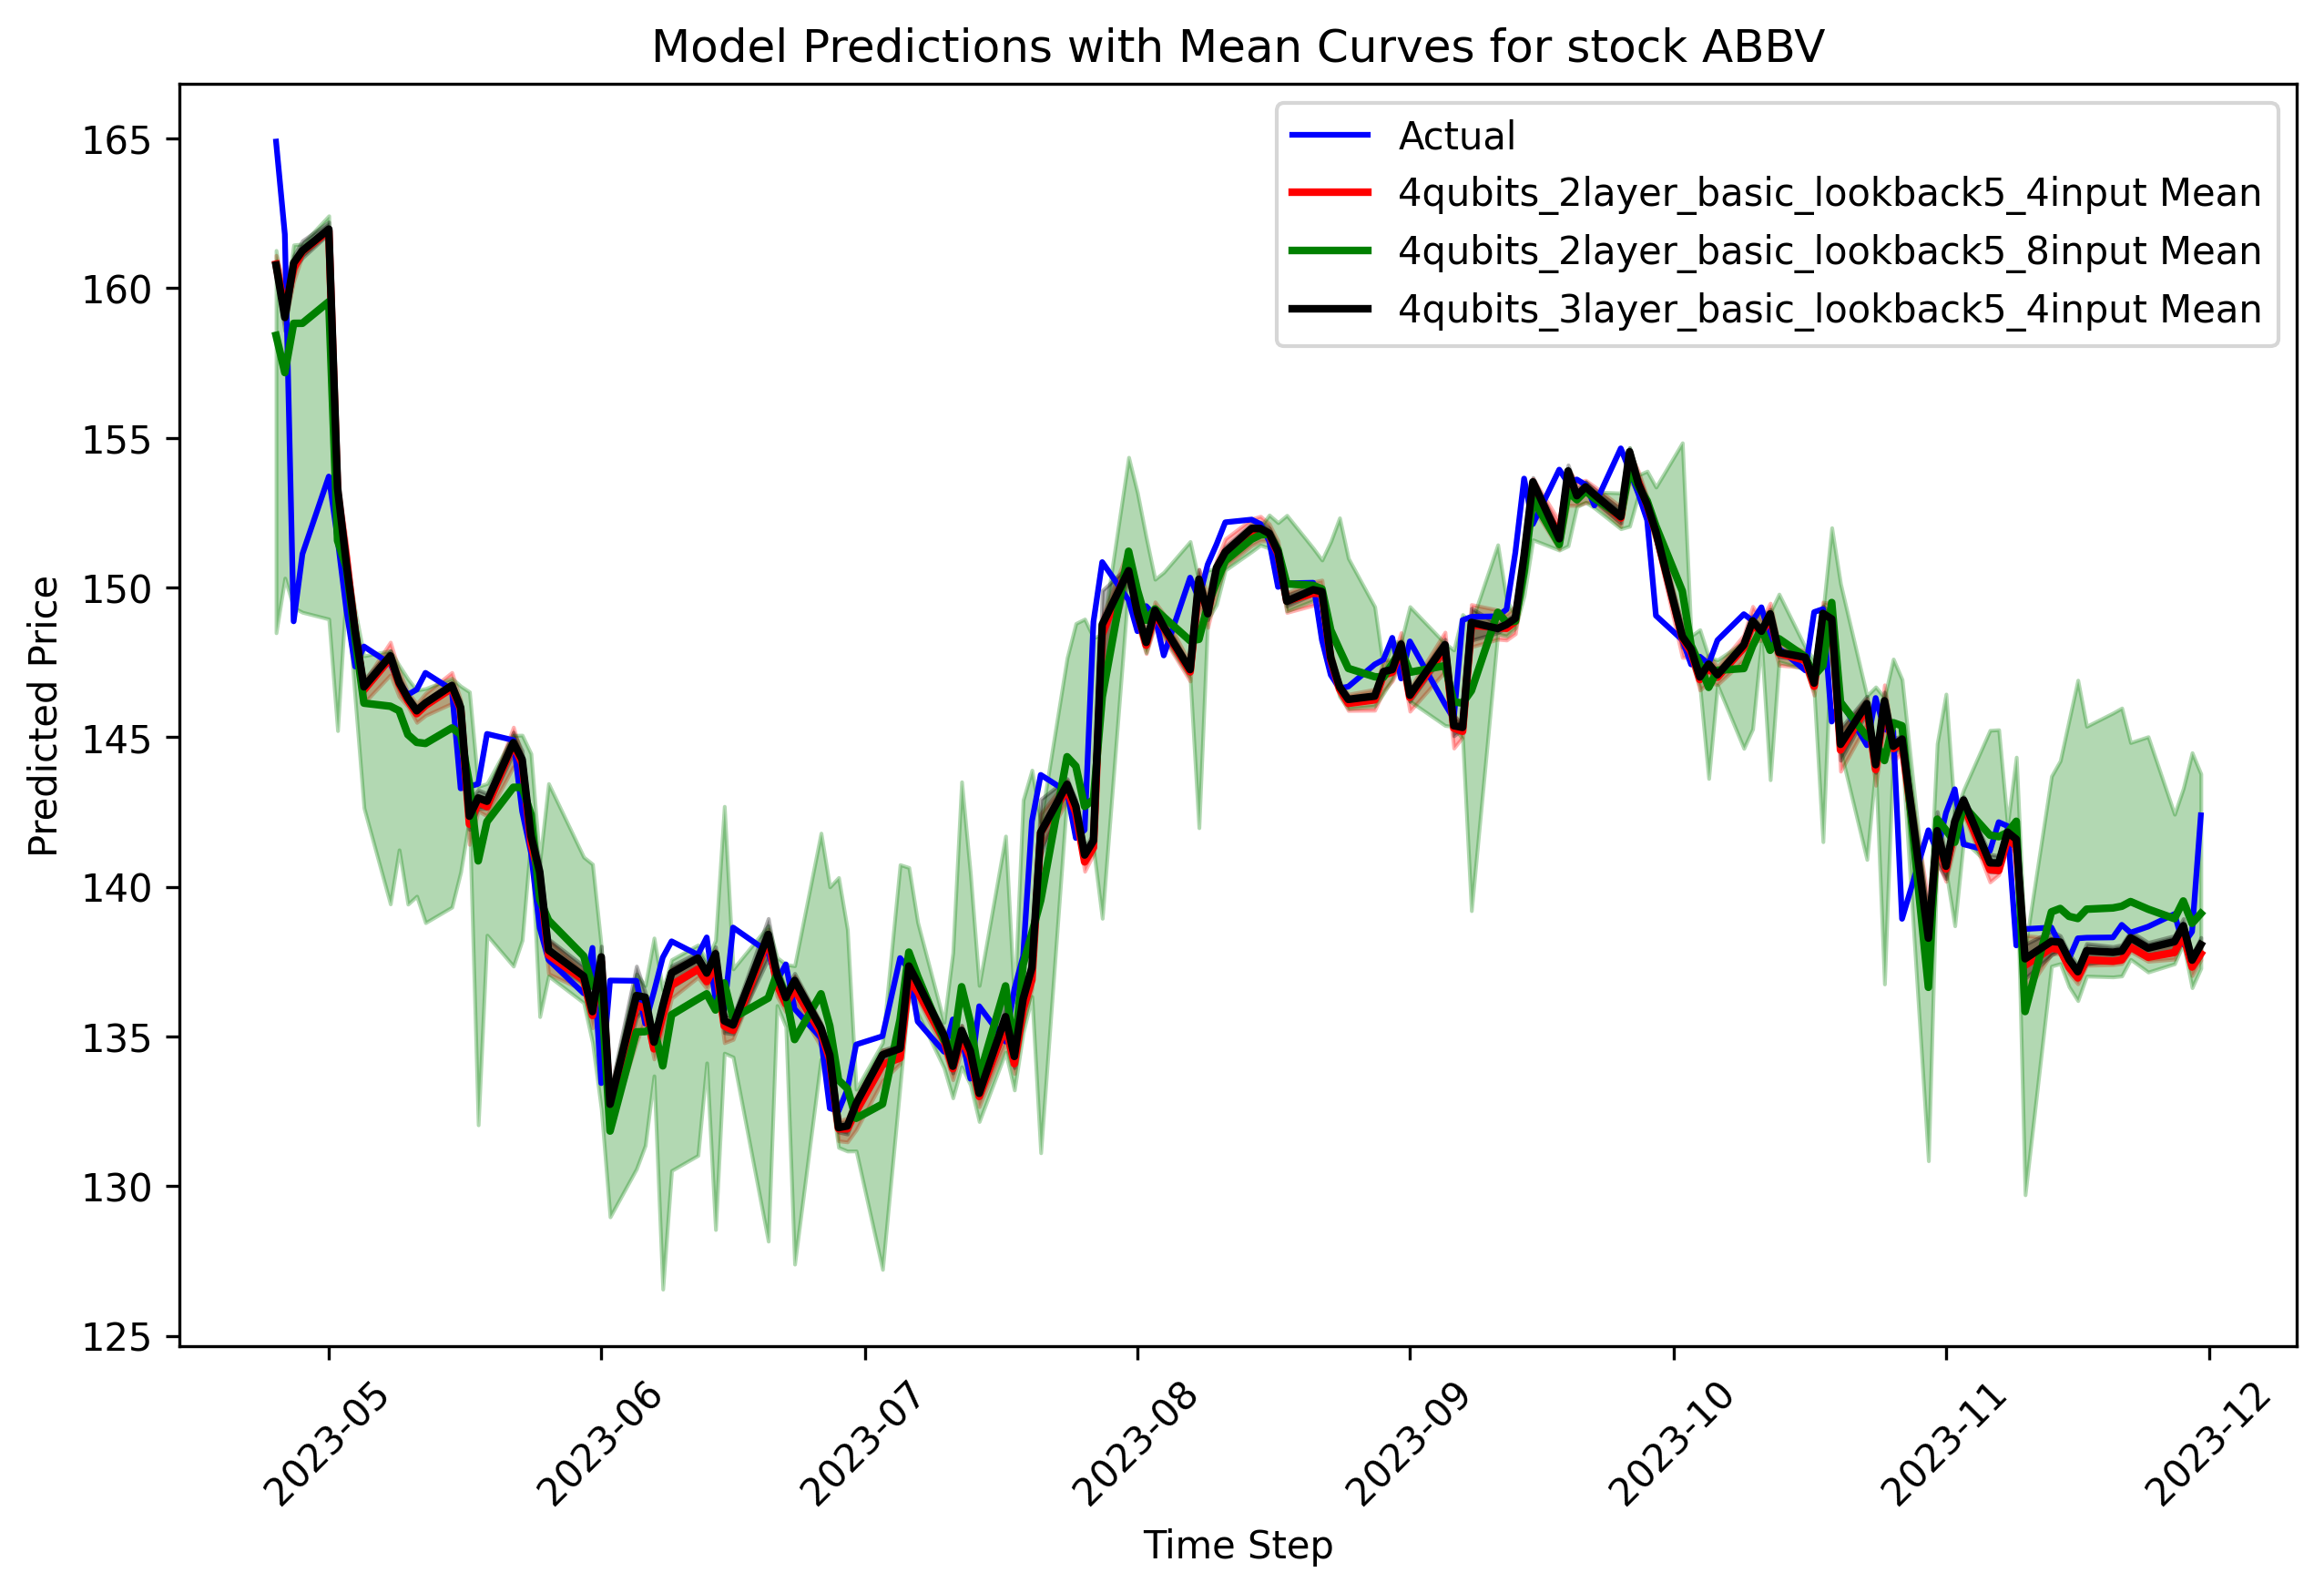 Model Predictions with Mean Curves for stock ABBV
Actual
4qubits_2layer_basic_lookback5_4input Mean
4qubits_2layer_basic_lookback5_8input Mean
4qubits_3layer_basic_lookback5_4input Mean
Predicted Price
165
160
155
150
145
140
135
130
125
2023-05
2023-06
2023-07
2023-08
2023-09
2023-10
2023-11
2023-12
Time Step